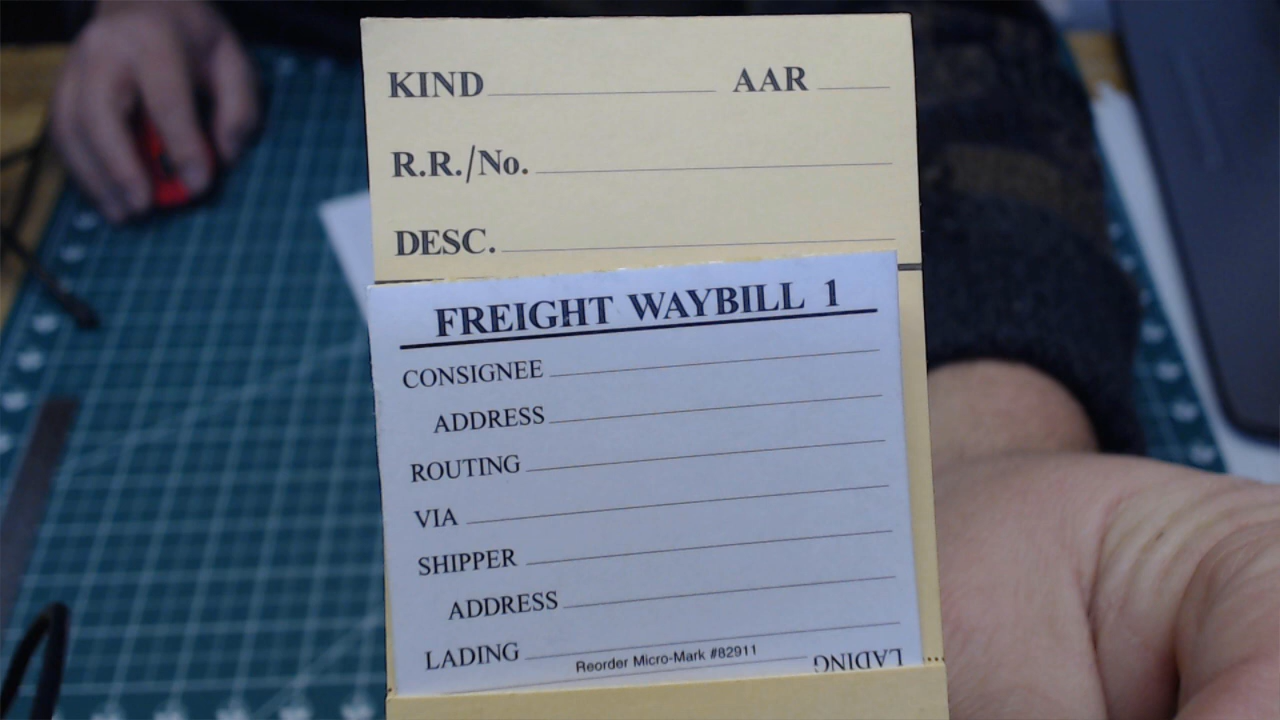 KIND AAR
R.R./No.
DESC.
FREIGHT WAYBILL 1
CONSIGNEE
ADDRESS
ROUTING
VIA
SHIPPER
ADDRESS
LADING
Reorder Micro-Mark #82911
LADING